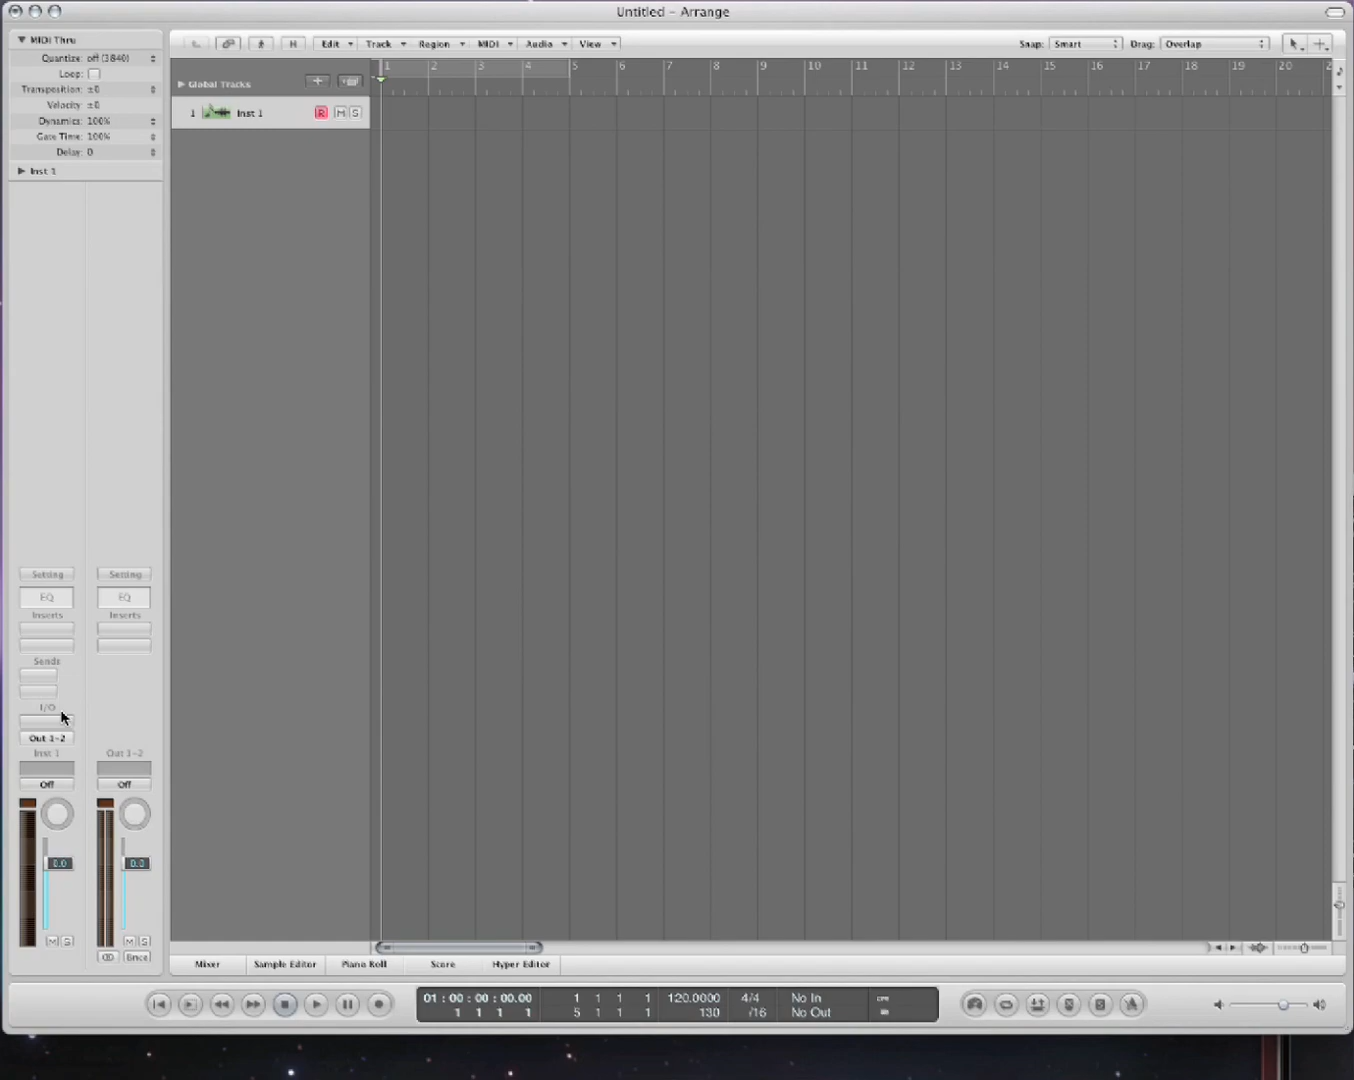 Untitled - Arrange
MIDI Thru
Quantize: off (3840)
Loop:
Transposition: ±0
Velocity: ±0
Dynamics: 100%
Gate Time: 100%
Delay: 0
Inst 1
Edit Track Region MIDI Audio View
Snap: Smart Drag: Overlap
1 2 3 4 5 6 7 8 9 10 11 12 13 14 15 16 17 18 19 20 2
Global Tracks
1 Inst 1 R M S
Setting Setting
EQ EQ
Inserts Inserts
Sends
I/O
Out 1-2
Inst 1 Out 1-2
Off Off
0.0 0.0
M S M S
Bnce
Mixer Sample Editor Piano Roll Score Hyper Editor
01 : 00 : 00 : 00.00 1 1 1 1 120.0000 4/4 No In CPU
1 1 1 1 5 1 1 1 130 /16 No Out